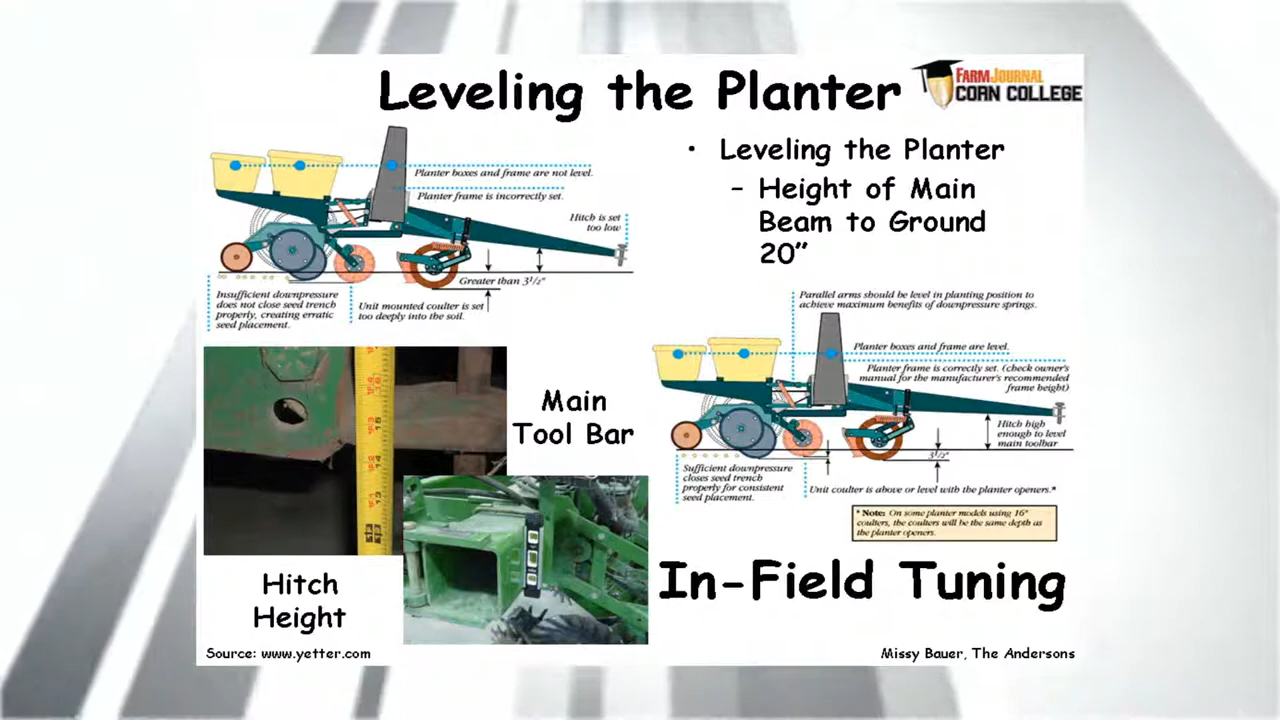 Leveling the Planter
FARM JOURNAL
CORN COLLEGE
Planter boxes and frame are not level.
Planter frame is incorrectly set.
Hitch is set
too low
Greater than 3½"
Insufficient downpressure
does not close seed trench
properly, creating erratic
seed placement.
Unit mounted coulter is set
too deeply into the soil.
• Leveling the Planter
– Height of Main
Beam to Ground
20”
Parallel arms should be level in planting position to
achieve maximum benefits of downpressure springs.
Planter boxes and frame are level.
Planter frame is correctly set. (check owner's
manual for the manufacturer's recommended
frame height)
Hitch high
enough to level
main toolbar
3½"
Sufficient downpressure
closes seed trench
properly for consistent
seed placement.
Unit coulter is above or level with the planter openers.*
* Note: On some planter models using 16"
coulters, the coulters will be the same depth as
the planter openers.
Main
Tool Bar
14
13
Hitch
Height
In-Field Tuning
Source: www.yetter.com
Missy Bauer, The Andersons